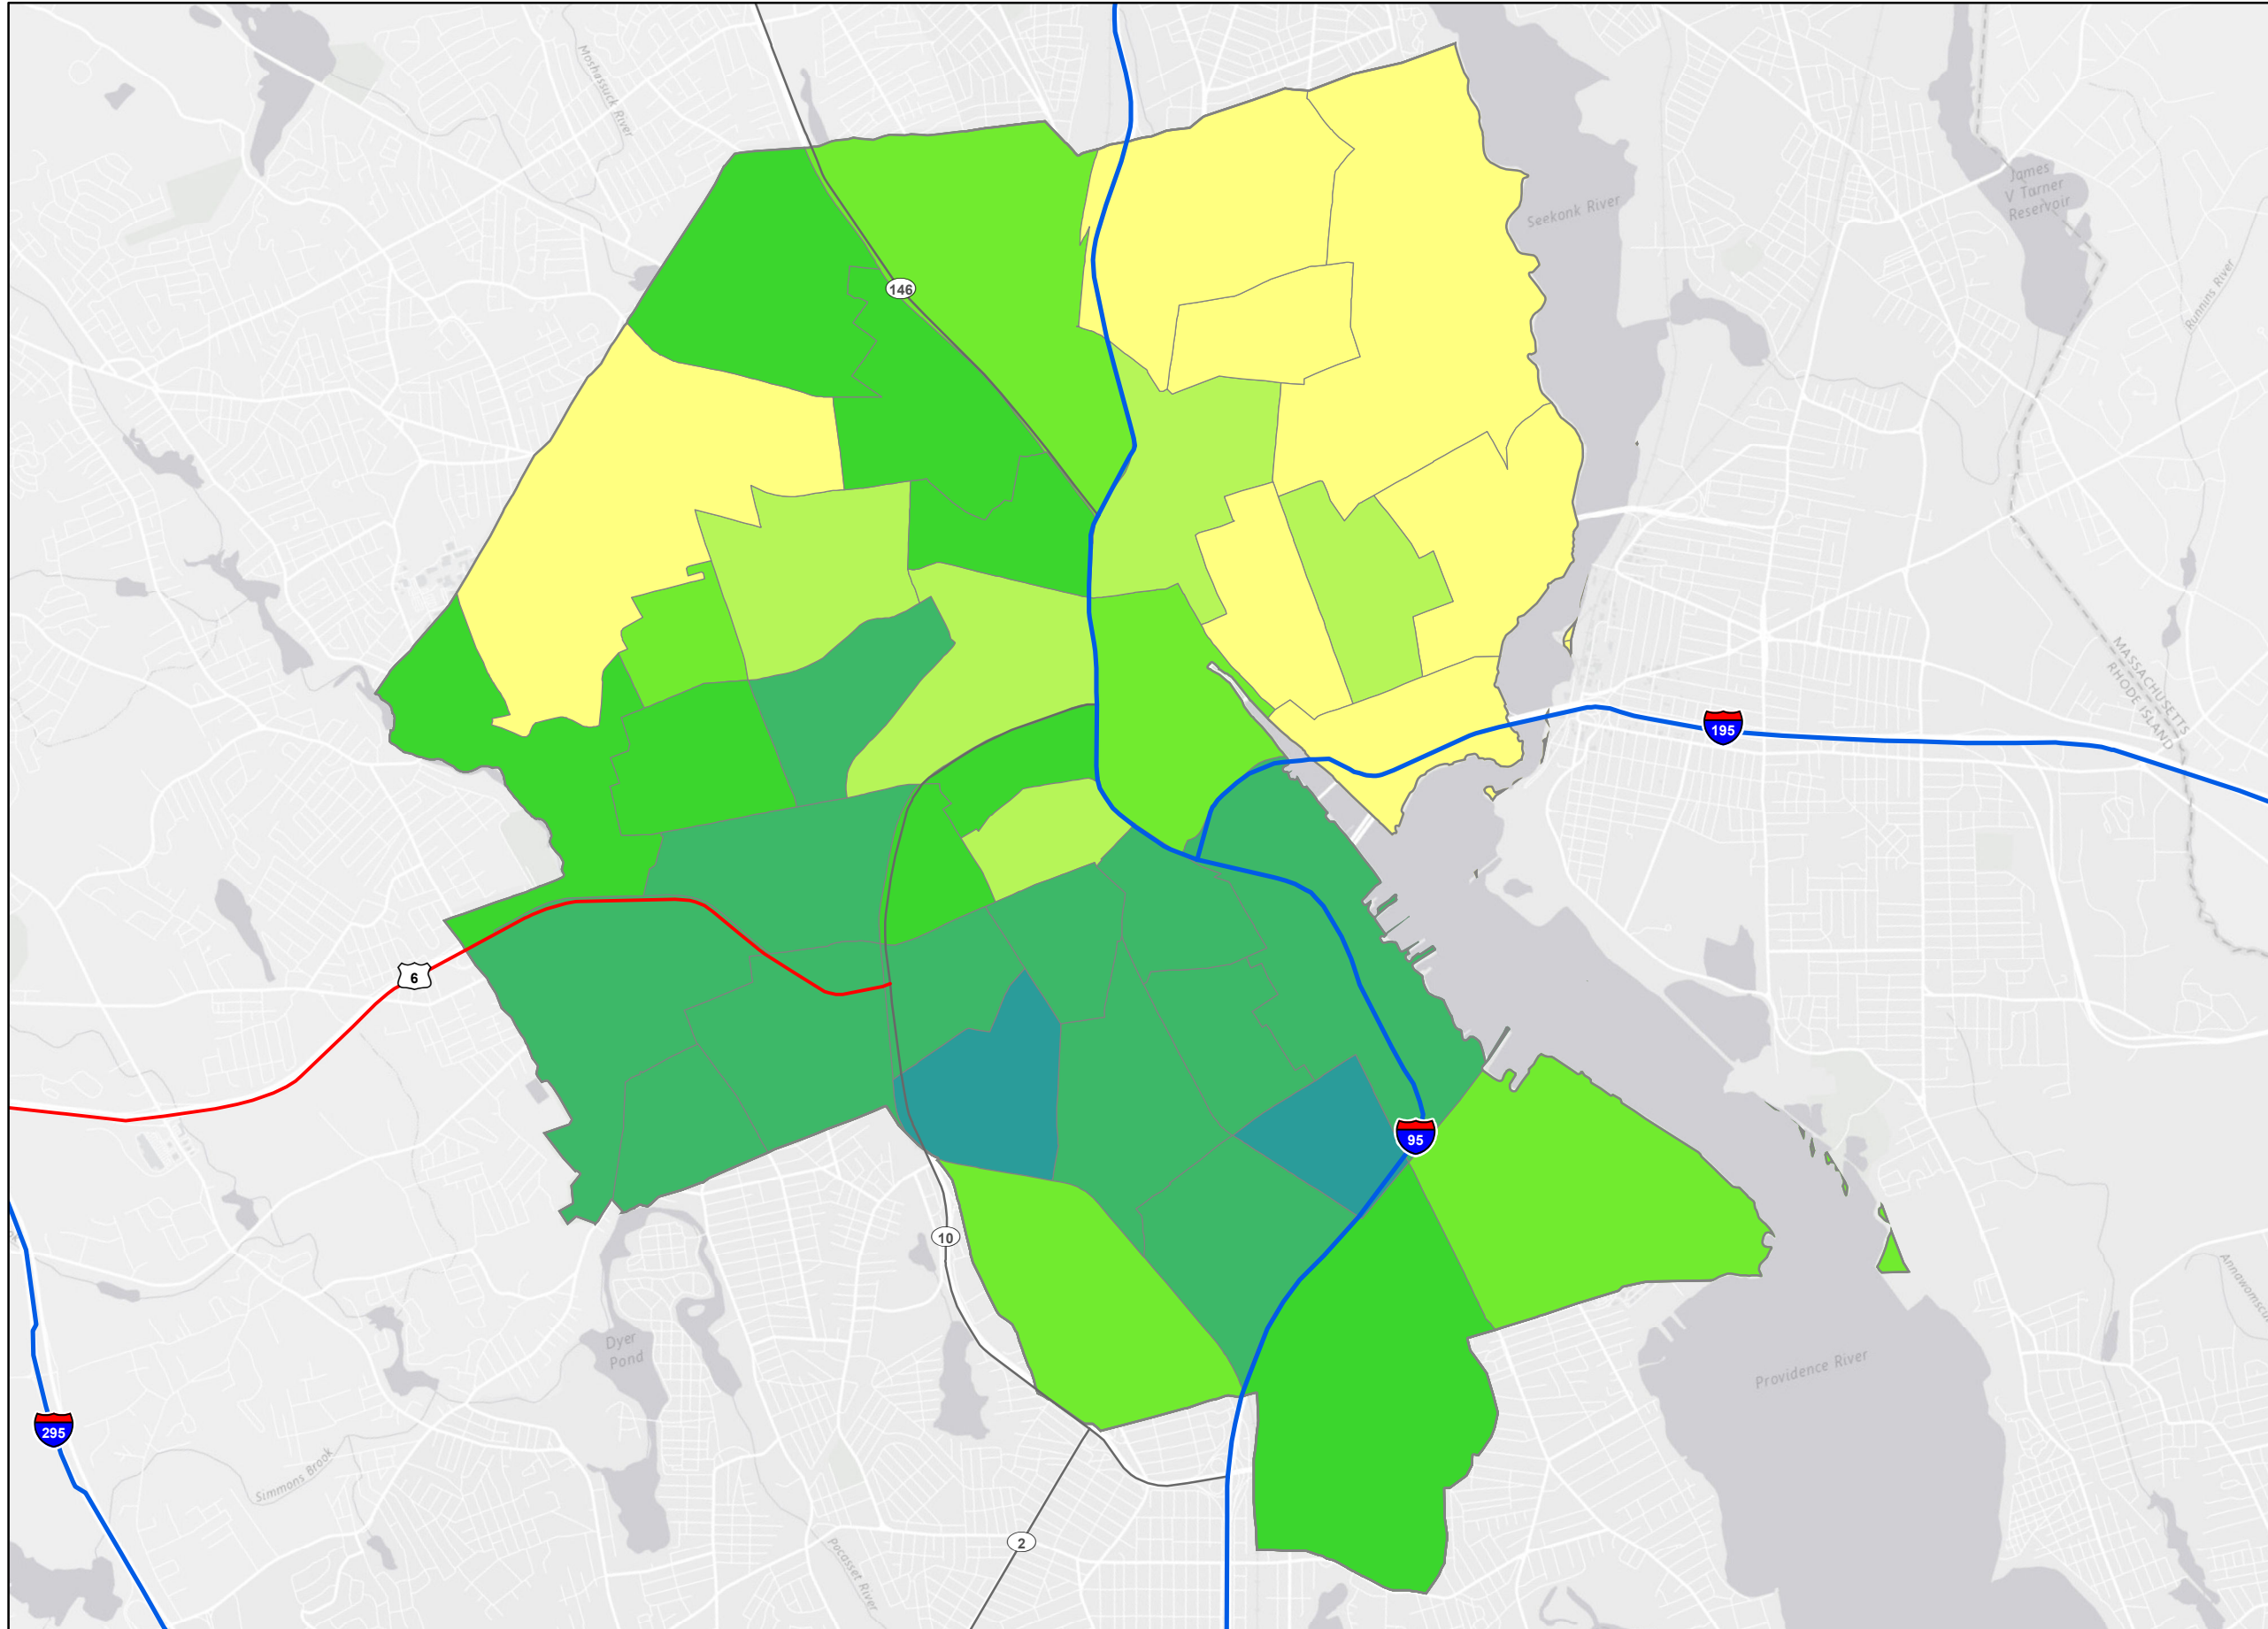 Moshassuck River
James
V Turner
Reservoir
Seekonk River
Runnins River
146
MASSACHUSETTS
RHODE ISLAND
195
6
95
10
Dyer
Pond
Providence River
295
Simmons Brook
Pocasset River
2